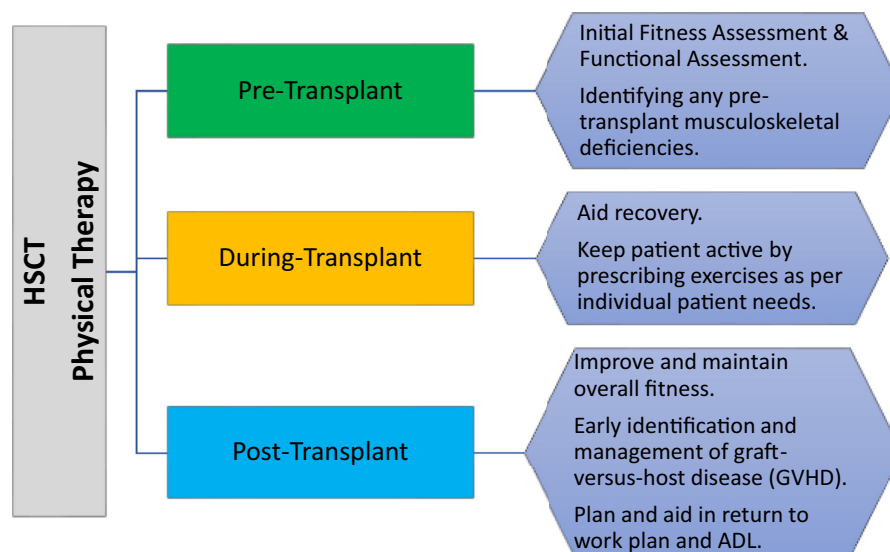 HSCT
Physical Therapy
Pre-Transplant
Initial Fitness Assessment &
Functional Assessment.
Identifying any pre-
transplant musculoskeletal
deficiencies.
During-Transplant
Aid recovery.
Keep patient active by
prescribing exercises as per
individual patient needs.
Post-Transplant
Improve and maintain
overall fitness.
Early identification and
management of graft-
versus-host disease (GVHD).
Plan and aid in return to
work plan and ADL.